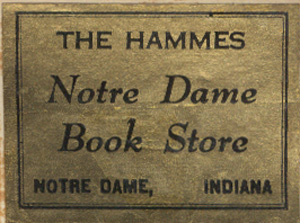 THE HAMMES
Notre Dame
Book Store
NOTRE DAME, INDIANA